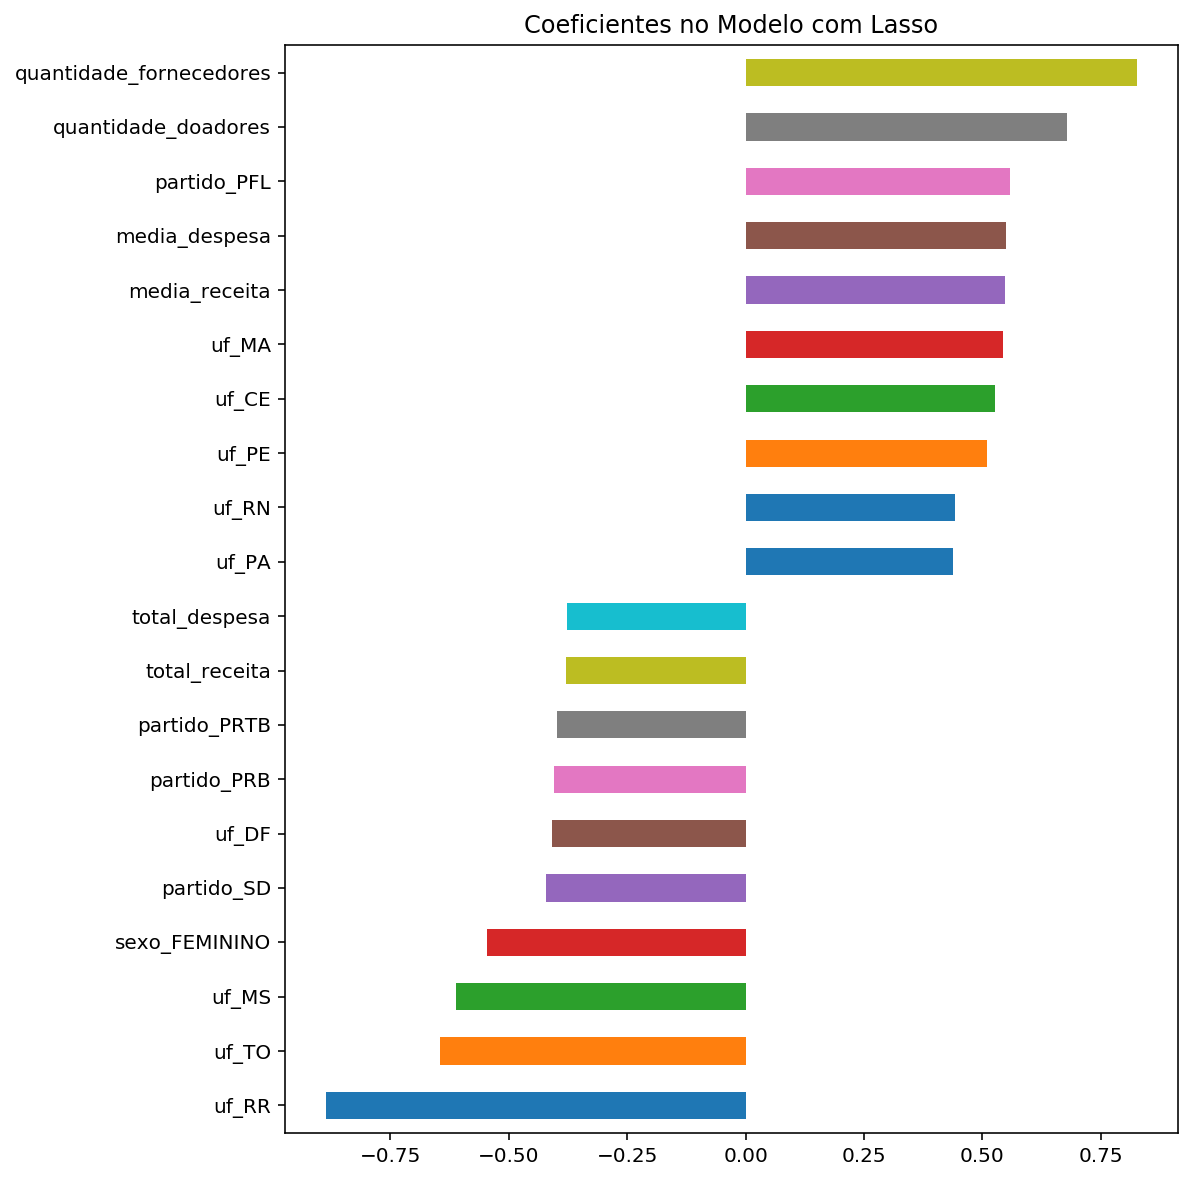 Coeficientes no Modelo com Lasso
quantidade_fornecedores
quantidade_doadores
partido_PFL
media_despesa
media_receita
uf_MA
uf_CE
uf_PE
uf_RN
uf_PA
total_despesa
total_receita
partido_PRTB
partido_PRB
uf_DF
partido_SD
sexo_FEMININO
uf_MS
uf_TO
uf_RR
−0.75 −0.50 −0.25 0.00 0.25 0.50 0.75